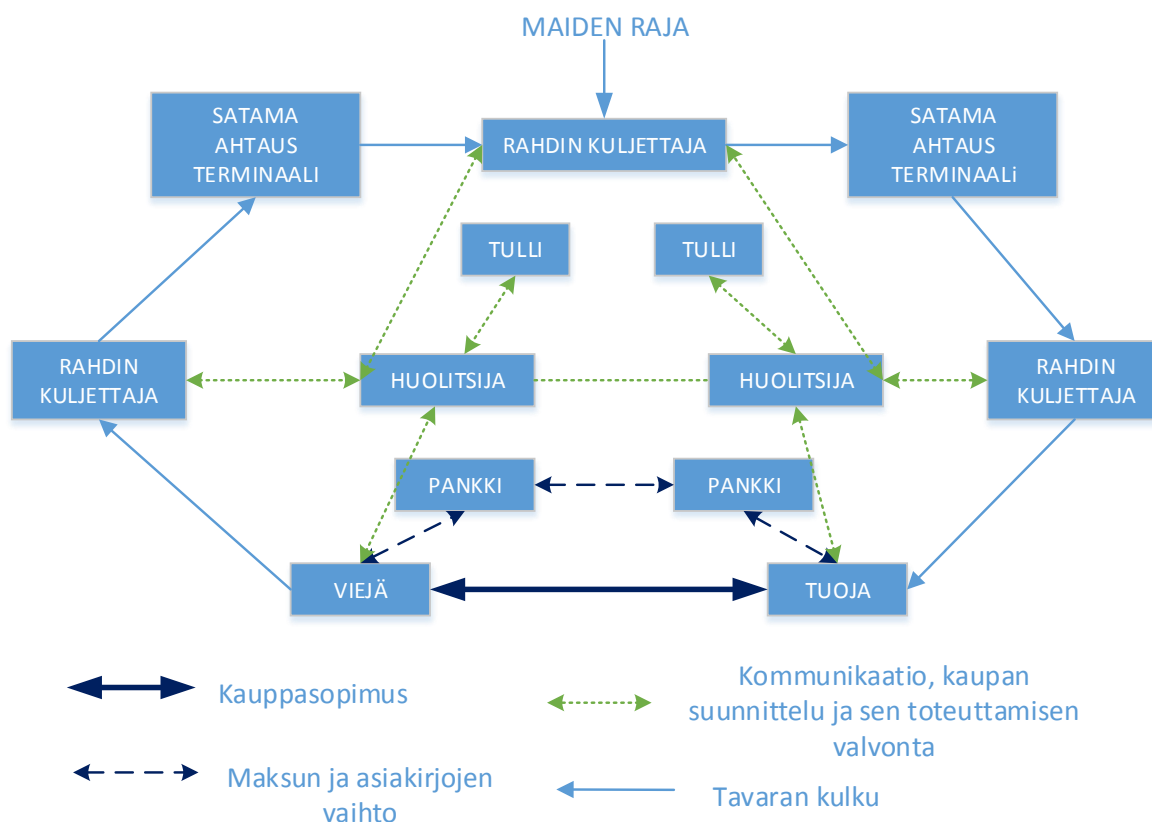 MAIDEN RAJA
SATAMA
AHTAUS
TERMINAALI
RAHDIN KULJETTAJA
SATAMA
AHTAUS
TERMINAALi
TULLI
TULLI
RAHDIN
KULJETTAJA
HUOLITSIJA
HUOLITSIJA
RAHDIN
KULJETTAJA
PANKKI
PANKKI
VIEJÄ
TUOJA
Kauppasopimus
Kommunikaatio, kaupan
suunnittelu ja sen toteuttamisen
valvonta
Maksun ja asiakirjojen
vaihto
Tavaran kulku